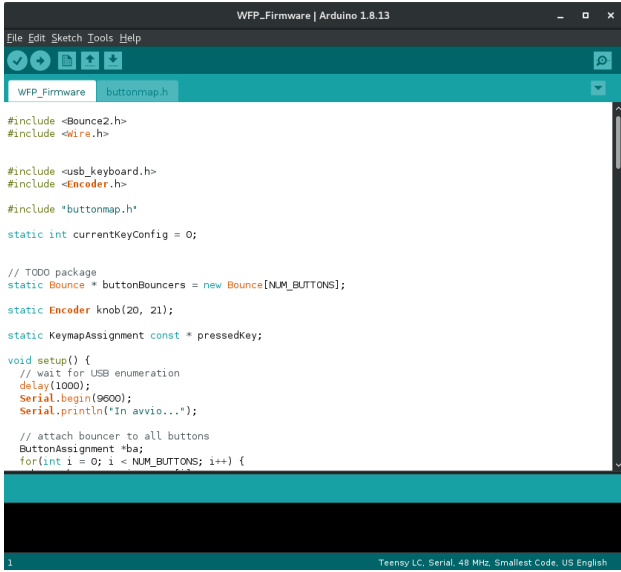 WFP_Firmware | Arduino 1.8.13
File Edit Sketch Tools Help
WFP_Firmware buttonmap.h
#include <Bounce2.h>
#include <Wire.h>
#include <usb_keyboard.h>
#include <Encoder.h>
#include "buttonmap.h"
static int currentKeyConfig = 0;
// TODO package
static Bounce * buttonBouncers = new Bounce[NUM_BUTTONS];
static Encoder knob(20, 21);
static KeymapAssignment const * pressedKey;
void setup() {
// wait for USB enumeration
delay(1000);
Serial.begin(9600);
Serial.println("In avvio...");
// attach bouncer to all buttons
ButtonAssignment *ba;
for(int i = 0; i < NUM_BUTTONS; i++) {
1 Teensy LC, Serial, 48 MHz, Smallest Code, US English